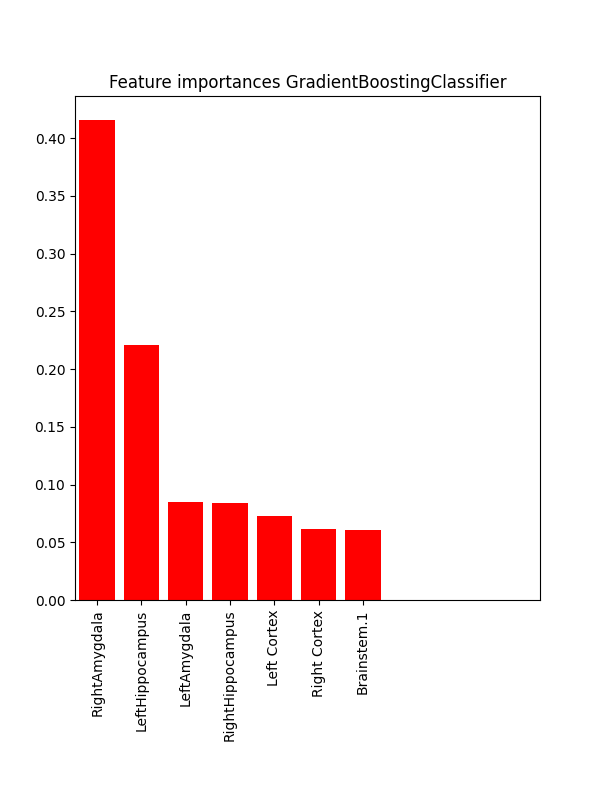 Feature importances GradientBoostingClassifier
0.40
0.35
0.30
0.25
0.20
0.15
0.10
0.05
0.00
RightAmygdala
LeftHippocampus
LeftAmygdala
RightHippocampus
Left Cortex
Right Cortex
Brainstem.1